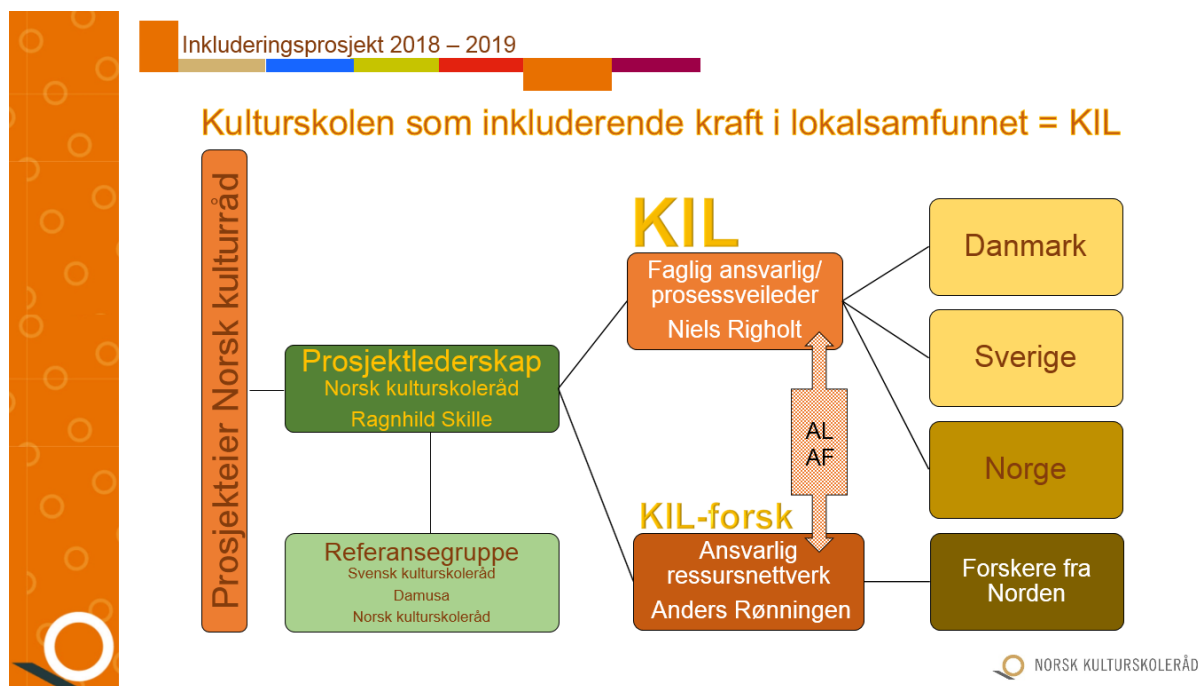 Inkluderingsprosjekt 2018 – 2019
Kulturskolen som inkluderende kraft i lokalsamfunnet = KIL
Prosjekteier Norsk kulturråd
Prosjektlederskap
Norsk kulturskoleråd
Ragnhild Skille
Referansegruppe
Svensk kulturskoleråd
Damusa
Norsk kulturskoleråd
KIL
Faglig ansvarlig/
prosessveileder
Niels Righolt
AL
AF
KIL-forsk
Ansvarlig
ressursnettverk
Anders Rønningen
Danmark
Sverige
Norge
Forskere fra
Norden
NORSK KULTURSKOLERÅD